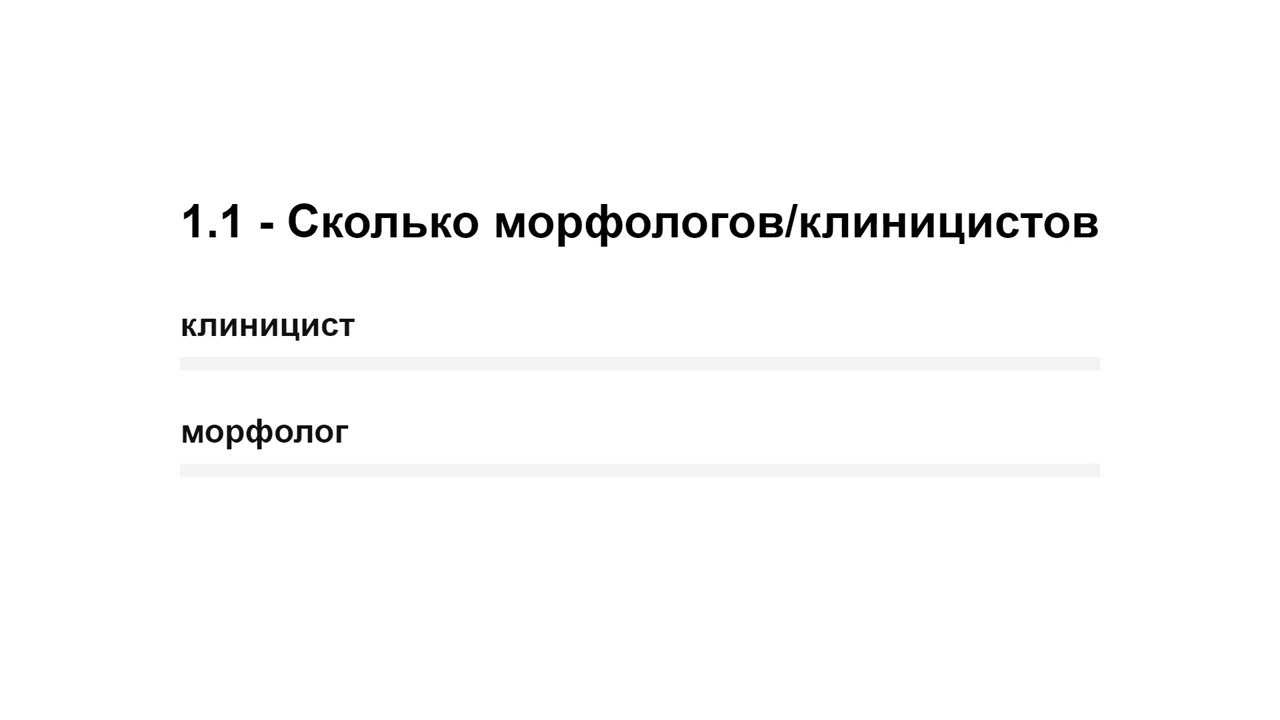 1.1 - Сколько морфологов/клиницистов
клиницист
морфолог